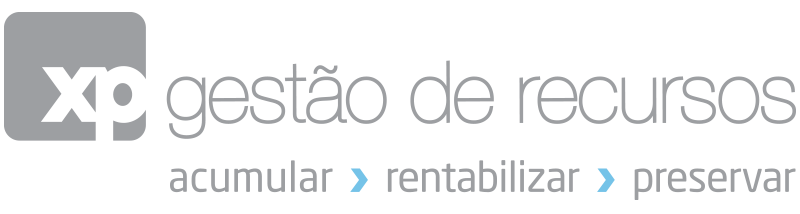 xp gestão de recursos
acumular › rentabilizar › preservar